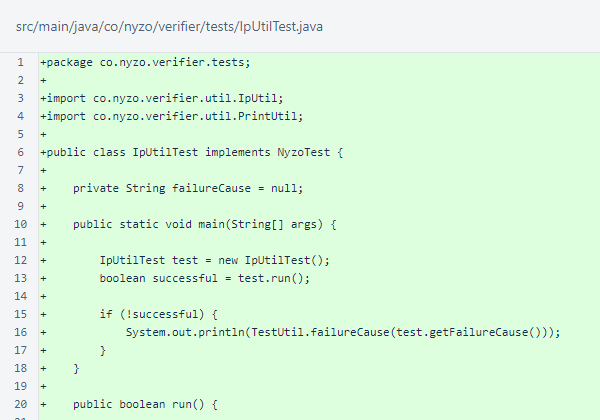 src/main/java/co/nyzo/verifier/tests/IpUtilTest.java
1 +package co.nyzo.verifier.tests;
2 +
3 +import co.nyzo.verifier.util.IpUtil;
4 +import co.nyzo.verifier.util.PrintUtil;
5 +
6 +public class IpUtilTest implements NyzoTest {
7 +
8 +    private String failureCause = null;
9 +
10 +    public static void main(String[] args) {
11 +
12 +        IpUtilTest test = new IpUtilTest();
13 +        boolean successful = test.run();
14 +
15 +        if (!successful) {
16 +            System.out.println(TestUtil.failureCause(test.getFailureCause()));
17 +        }
18 +    }
19 +
20 +    public boolean run() {